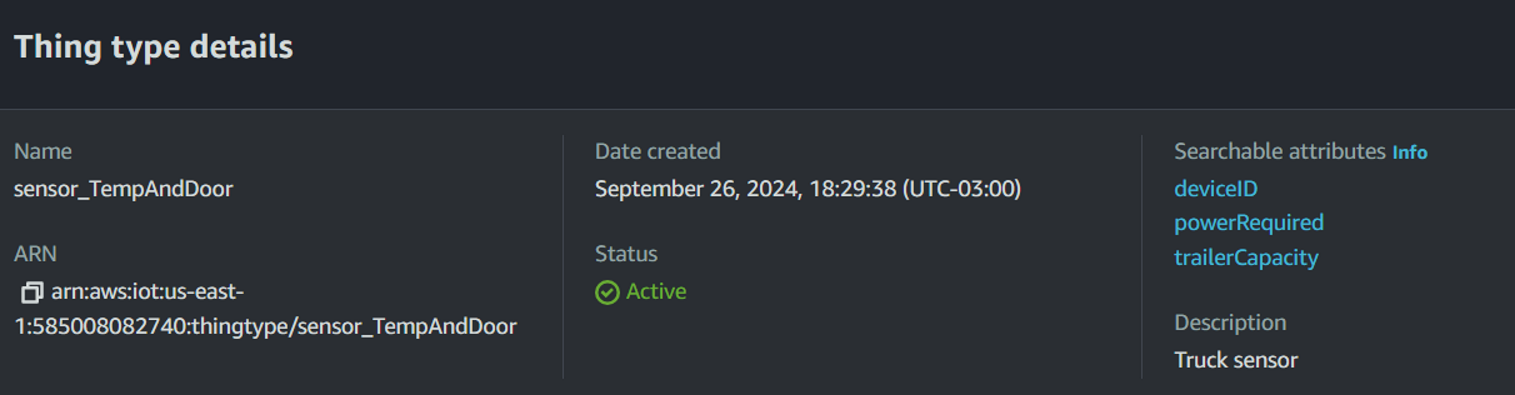 Thing type details
Name
sensor_TempAndDoor
ARN
arn:aws:iot:us-east-
1:585008082740:thingtype/sensor_TempAndDoor
Date created
September 26, 2024, 18:29:38 (UTC-03:00)
Status
Active
Searchable attributes Info
deviceID
powerRequired
trailerCapacity
Description
Truck sensor